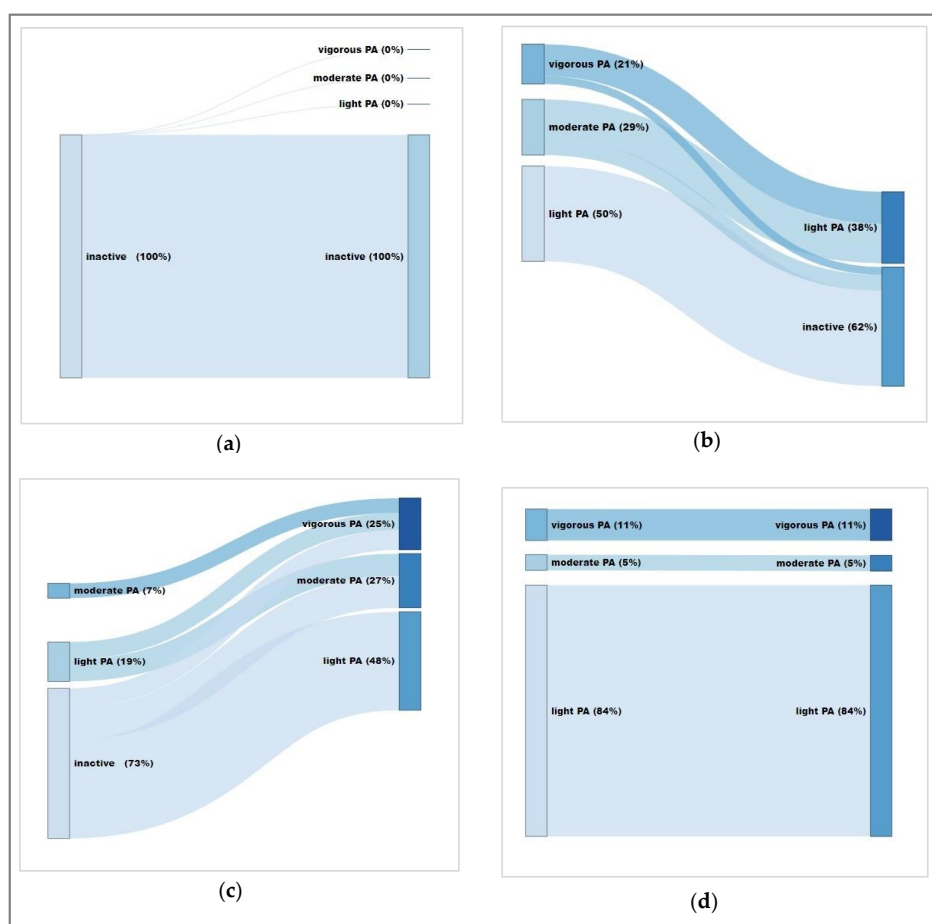 vigorous PA (0%)
moderate PA (0%)
light PA (0%)
inactive (100%)
inactive (100%)
(a)
vigorous PA (21%)
moderate PA (29%)
light PA (50%)
light PA (38%)
inactive (62%)
(b)
moderate PA (7%)
light PA (19%)
inactive (73%)
vigorous PA (25%)
moderate PA (27%)
light PA (48%)
(c)
vigorous PA (11%)
vigorous PA (11%)
moderate PA (5%)
moderate PA (5%)
light PA (84%)
light PA (84%)
(d)